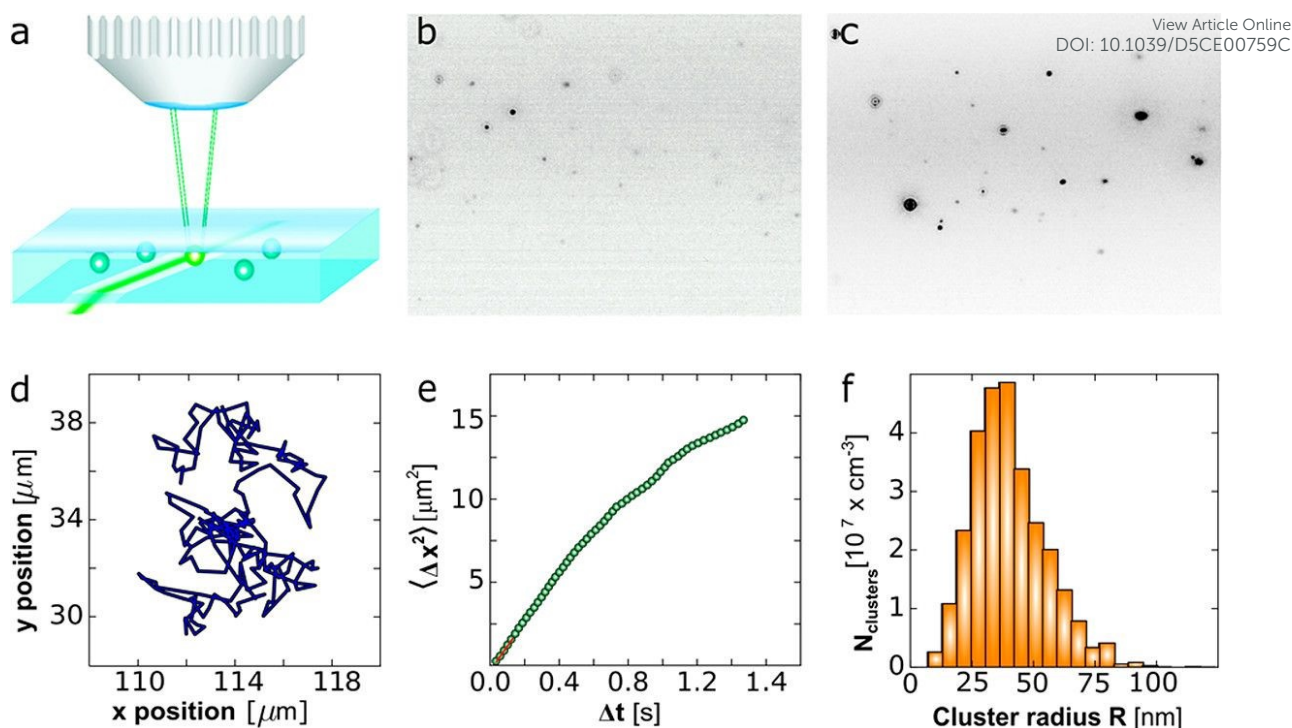 a
b
c
View Article Online
DOI: 10.1039/D5CE00759C
d
y position [μm]
38
34
30
110
114
118
x position [μm]
e
⟨Δx²⟩ [μm²]
15
10
5
0.0
0.4
0.8
1.2
1.6
Δt [s]
f
N_clusters [10⁷ x cm⁻³]
4
3
2
1
0
0
25
50
75
100
Cluster radius R [nm]